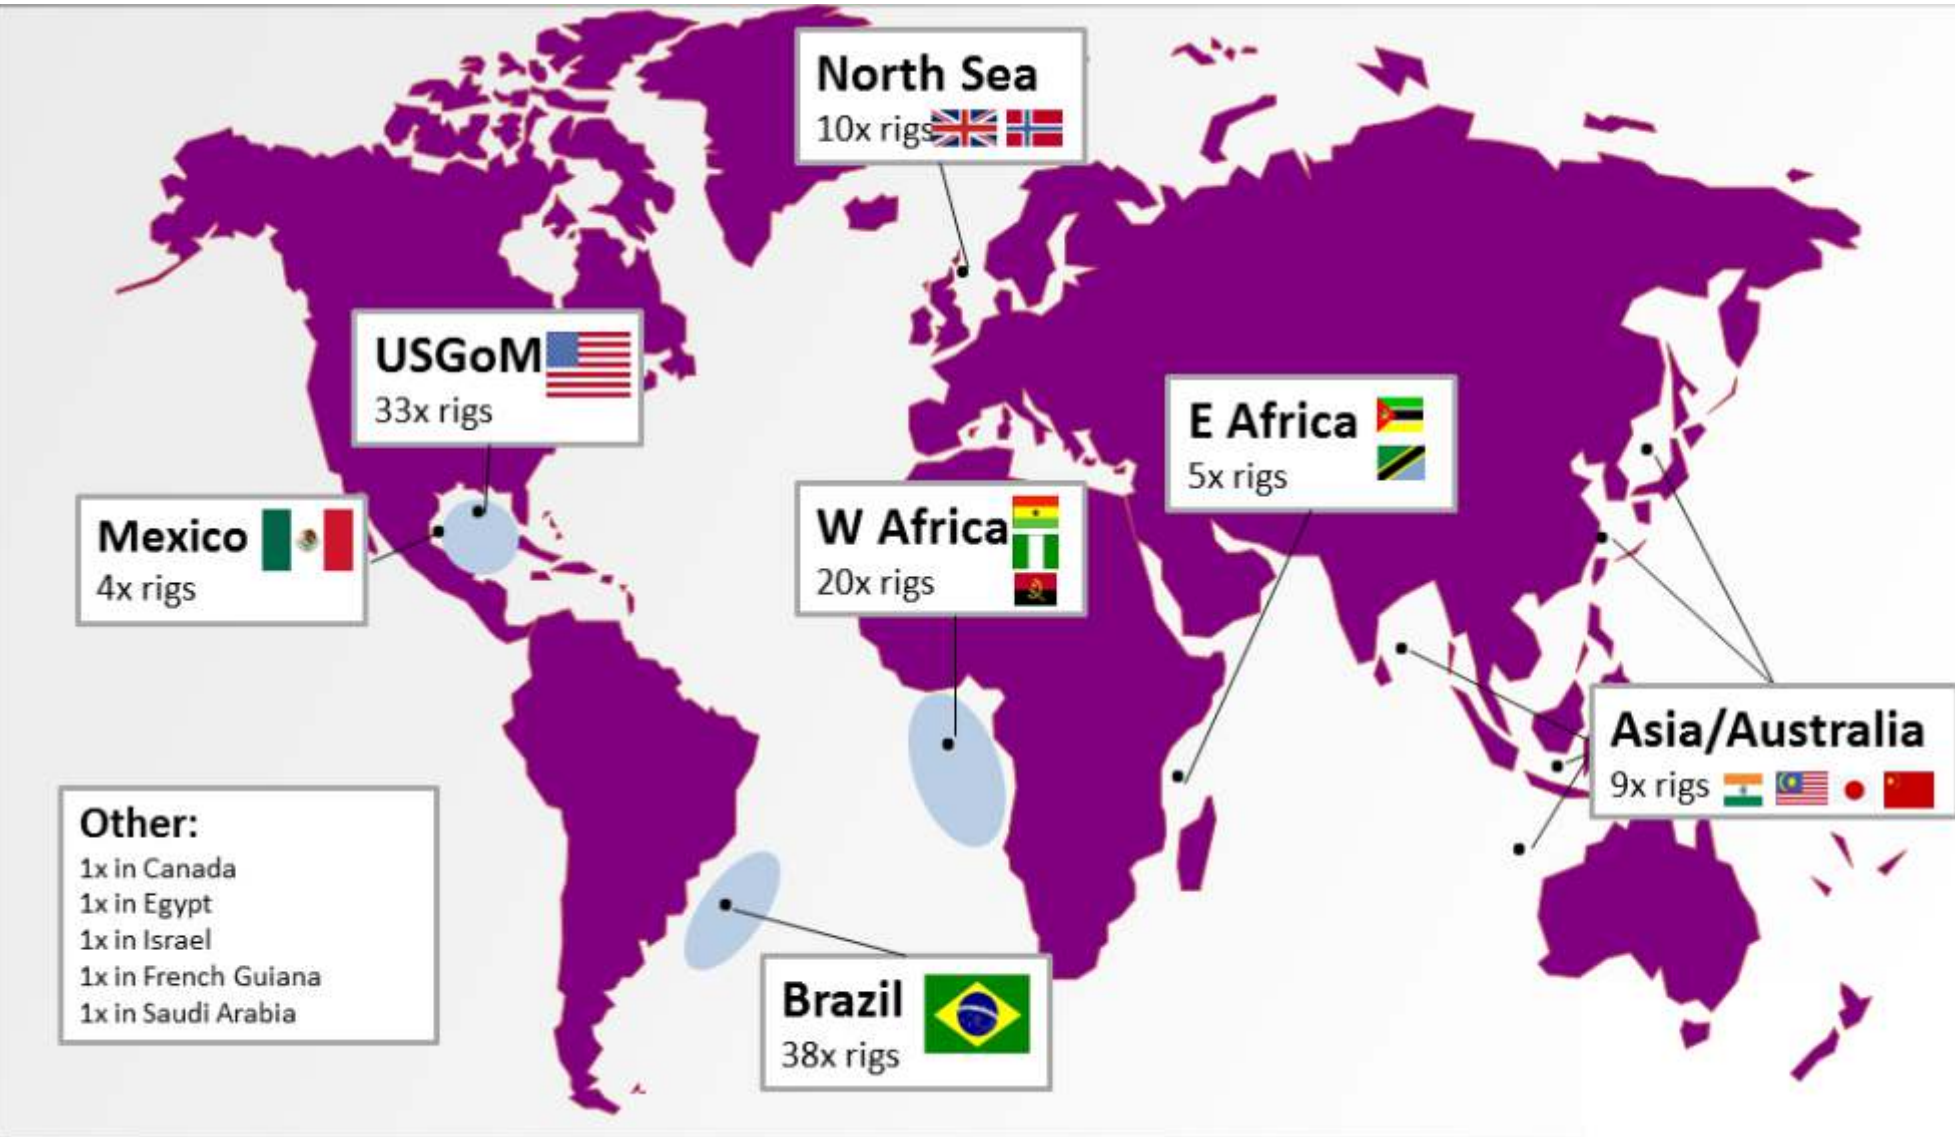 North Sea
10x rigs
USGoM
33x rigs
E Africa
5x rigs
W Africa
20x rigs
Mexico
4x rigs
Asia/Australia
9x rigs
Other:
1x in Canada
1x in Egypt
1x in Israel
1x in French Guiana
1x in Saudi Arabia
Brazil
38x rigs